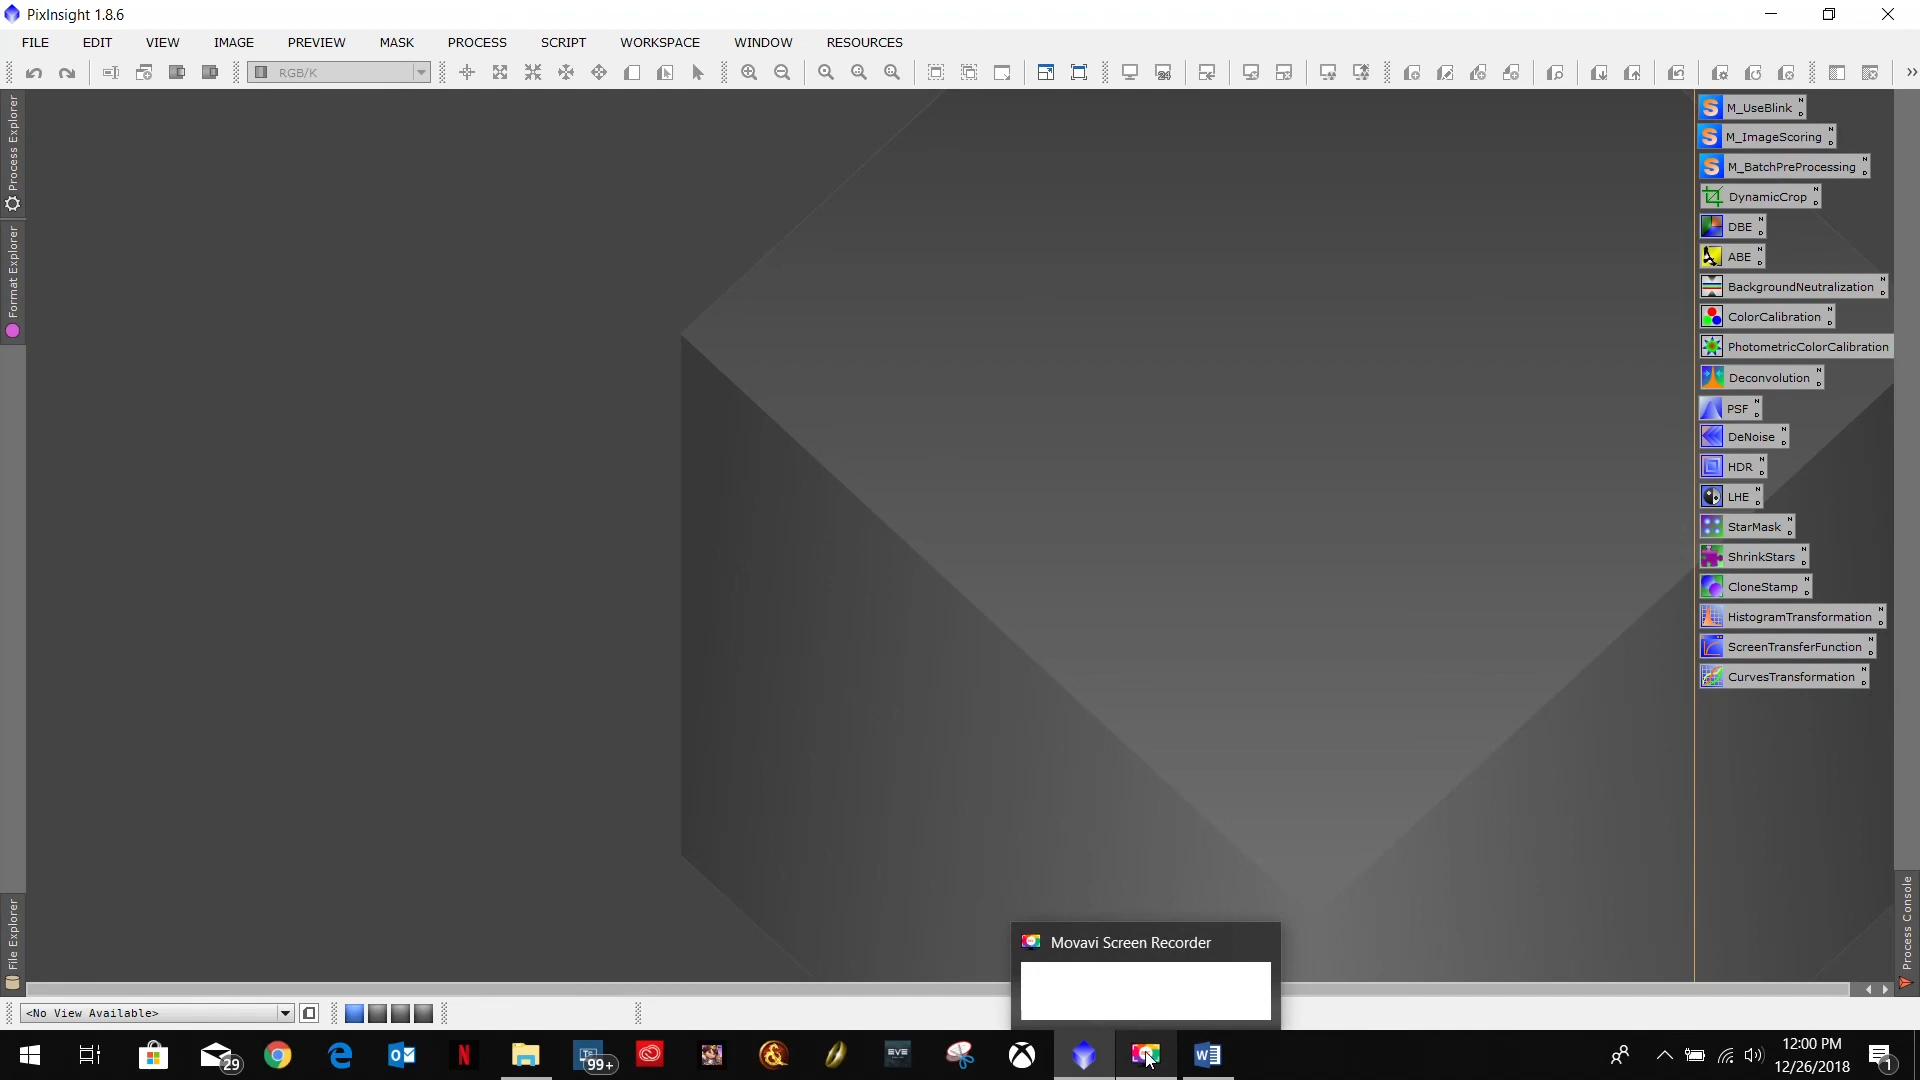 PixInsight 1.8.6
FILE EDIT VIEW IMAGE PREVIEW MASK PROCESS SCRIPT WORKSPACE WINDOW RESOURCES
RGB/K
24
Process Explorer
Format Explorer
File Explorer
M_UseBlink N D
M_ImageScoring N D
M_BatchPreProcessing N D
DynamicCrop N D
DBE N D
ABE N D
BackgroundNeutralization N D
ColorCalibration N D
PhotometricColorCalibration
Deconvolution N D
PSF N D
DeNoise N D
HDR N D
LHE N D
StarMask N D
ShrinkStars N D
CloneStamp N D
HistogramTransformation N D
ScreenTransferFunction N D
CurvesTransformation N D
Process Console
Movavi Screen Recorder
<No View Available>
29
99+
EVE
12:00 PM
12/26/2018
1